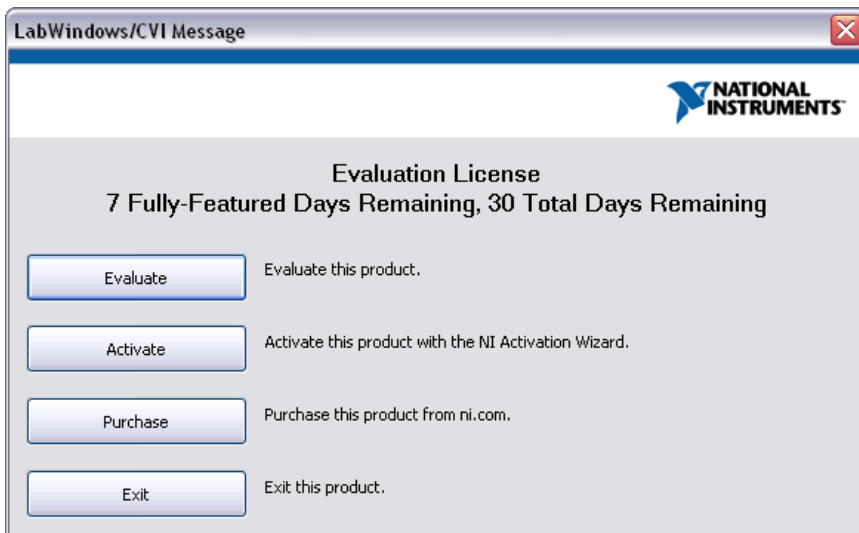 LabWindows/CVI Message
NATIONAL
INSTRUMENTS™
Evaluation License
7 Fully-Featured Days Remaining, 30 Total Days Remaining
Evaluate
Evaluate this product.
Activate
Activate this product with the NI Activation Wizard.
Purchase
Purchase this product from ni.com.
Exit
Exit this product.